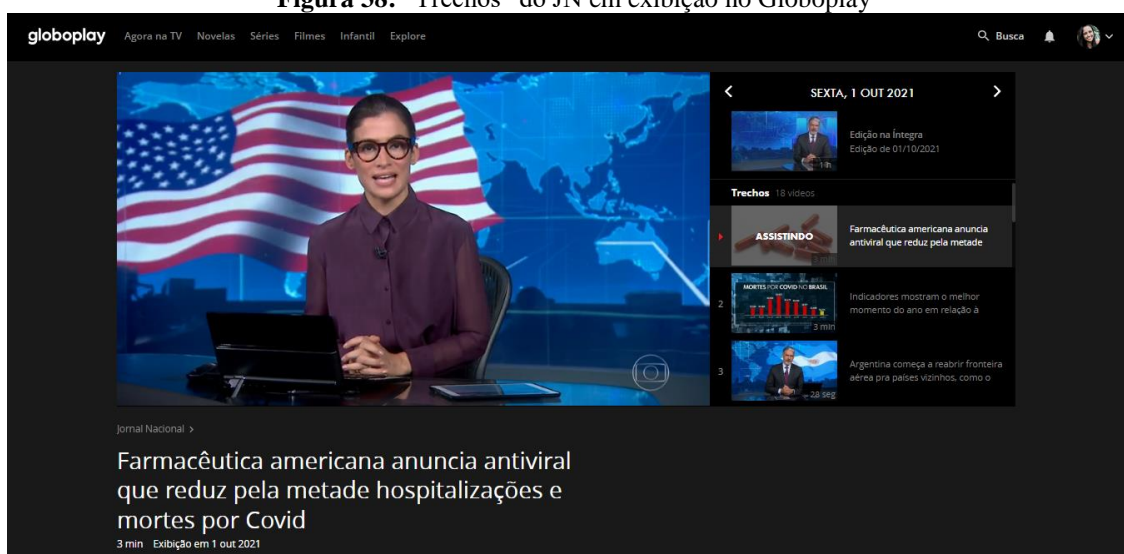 Figura 38: "Trechos" do JN em exibição no Globoplay
globoplay Agora na TV Novelas Séries Filmes Infantil Explore Busca
SEXTA, 1 OUT 2021
Edição na Íntegra
Edição de 01/10/2021
1h
Trechos 18 vídeos
ASSISTINDO
3 min
Farmacêutica americana anuncia
antiviral que reduz pela metade
2
MORTES POR COVID NO BRASIL
3 min
Indicadores mostram o melhor
momento do ano em relação à
3
28 seg
Argentina começa a reabrir fronteira
aérea pra países vizinhos, como o
Jornal Nacional >
Farmacêutica americana anuncia antiviral
que reduz pela metade hospitalizações e
mortes por Covid
3 min Exibição em 1 out 2021